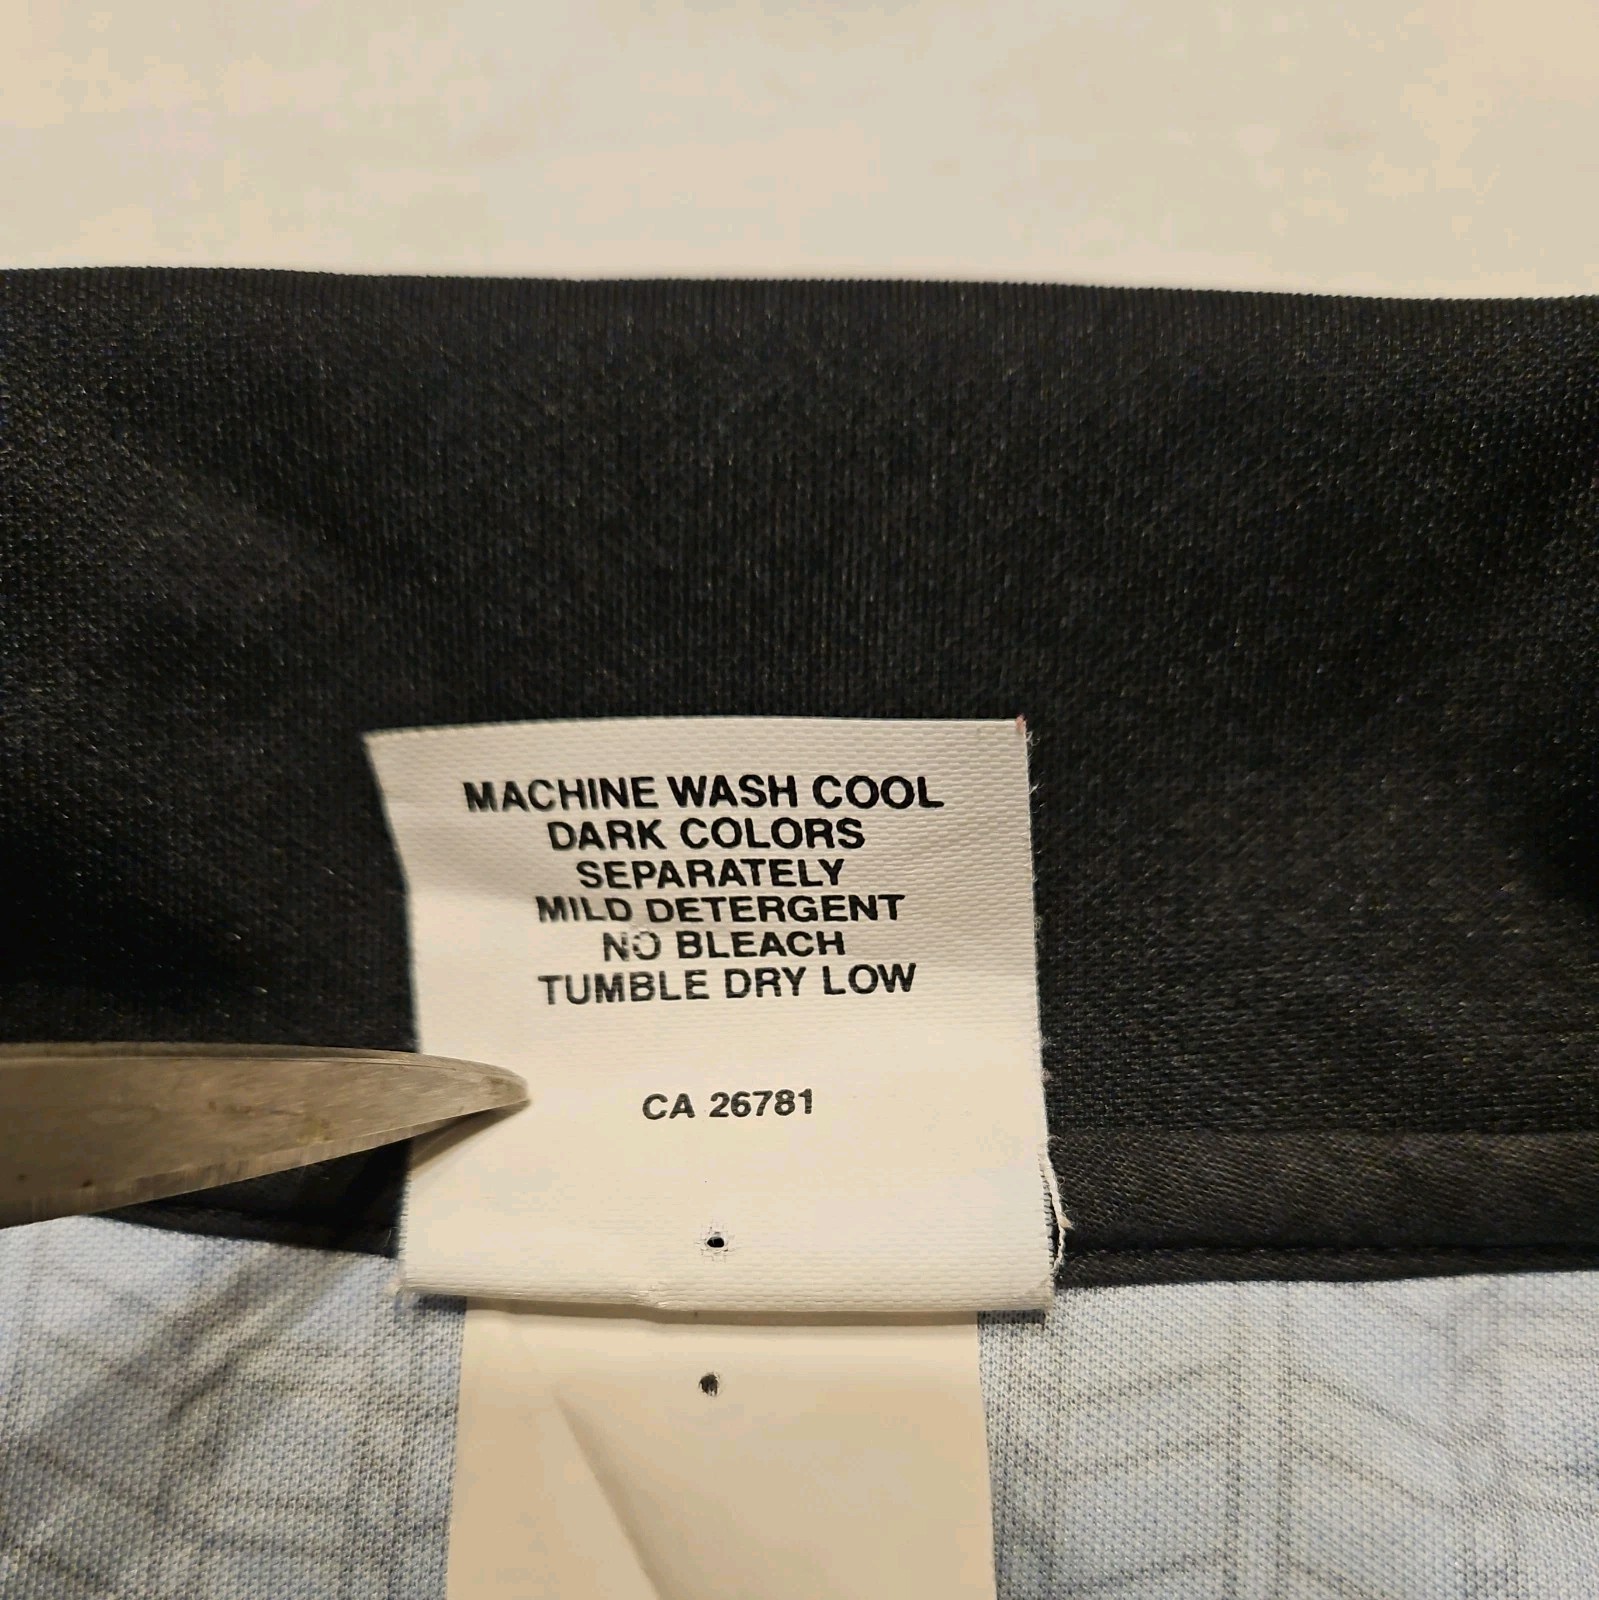 MACHINE WASH COOL
DARK COLORS
SEPARATELY
MILD DETERGENT
NO BLEACH
TUMBLE DRY LOW
CA 26781